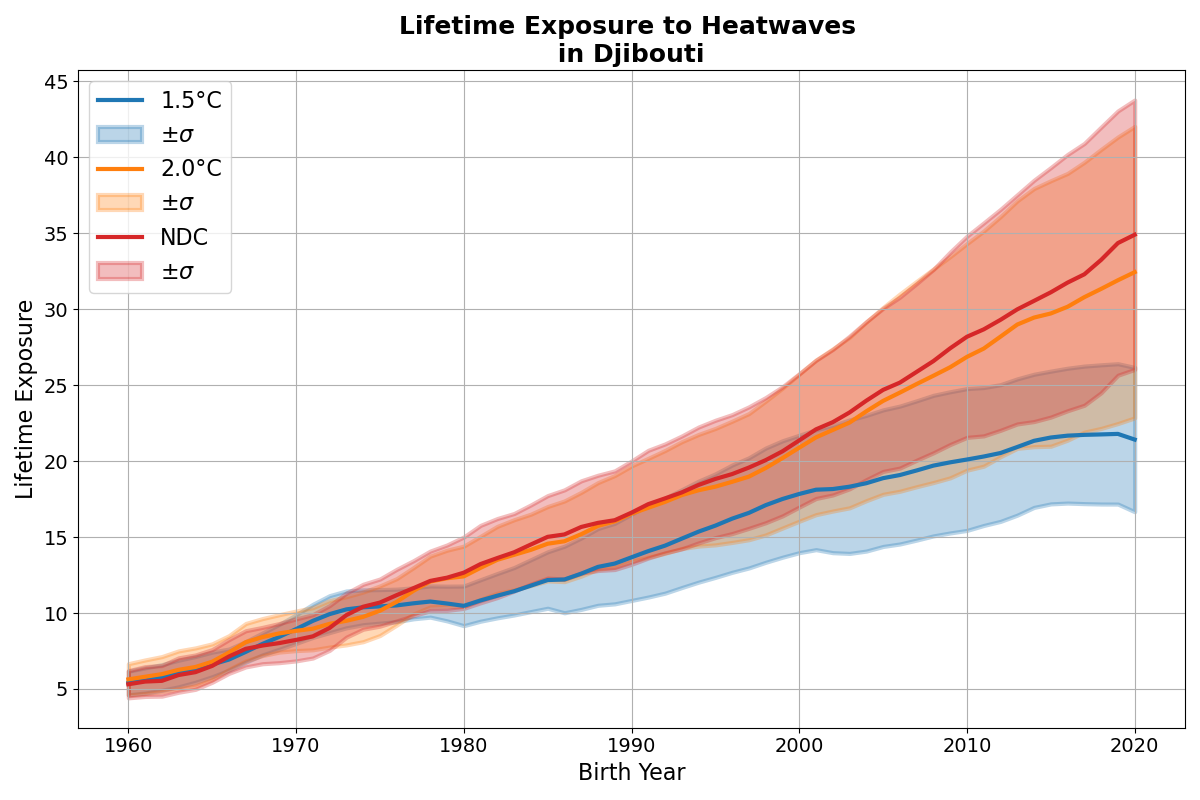 Lifetime Exposure to Heatwaves
in Djibouti
1.5°C
±σ
2.0°C
±σ
NDC
±σ
Lifetime Exposure
45
40
35
30
25
20
15
10
5
1960 1970 1980 1990 2000 2010 2020
Birth Year